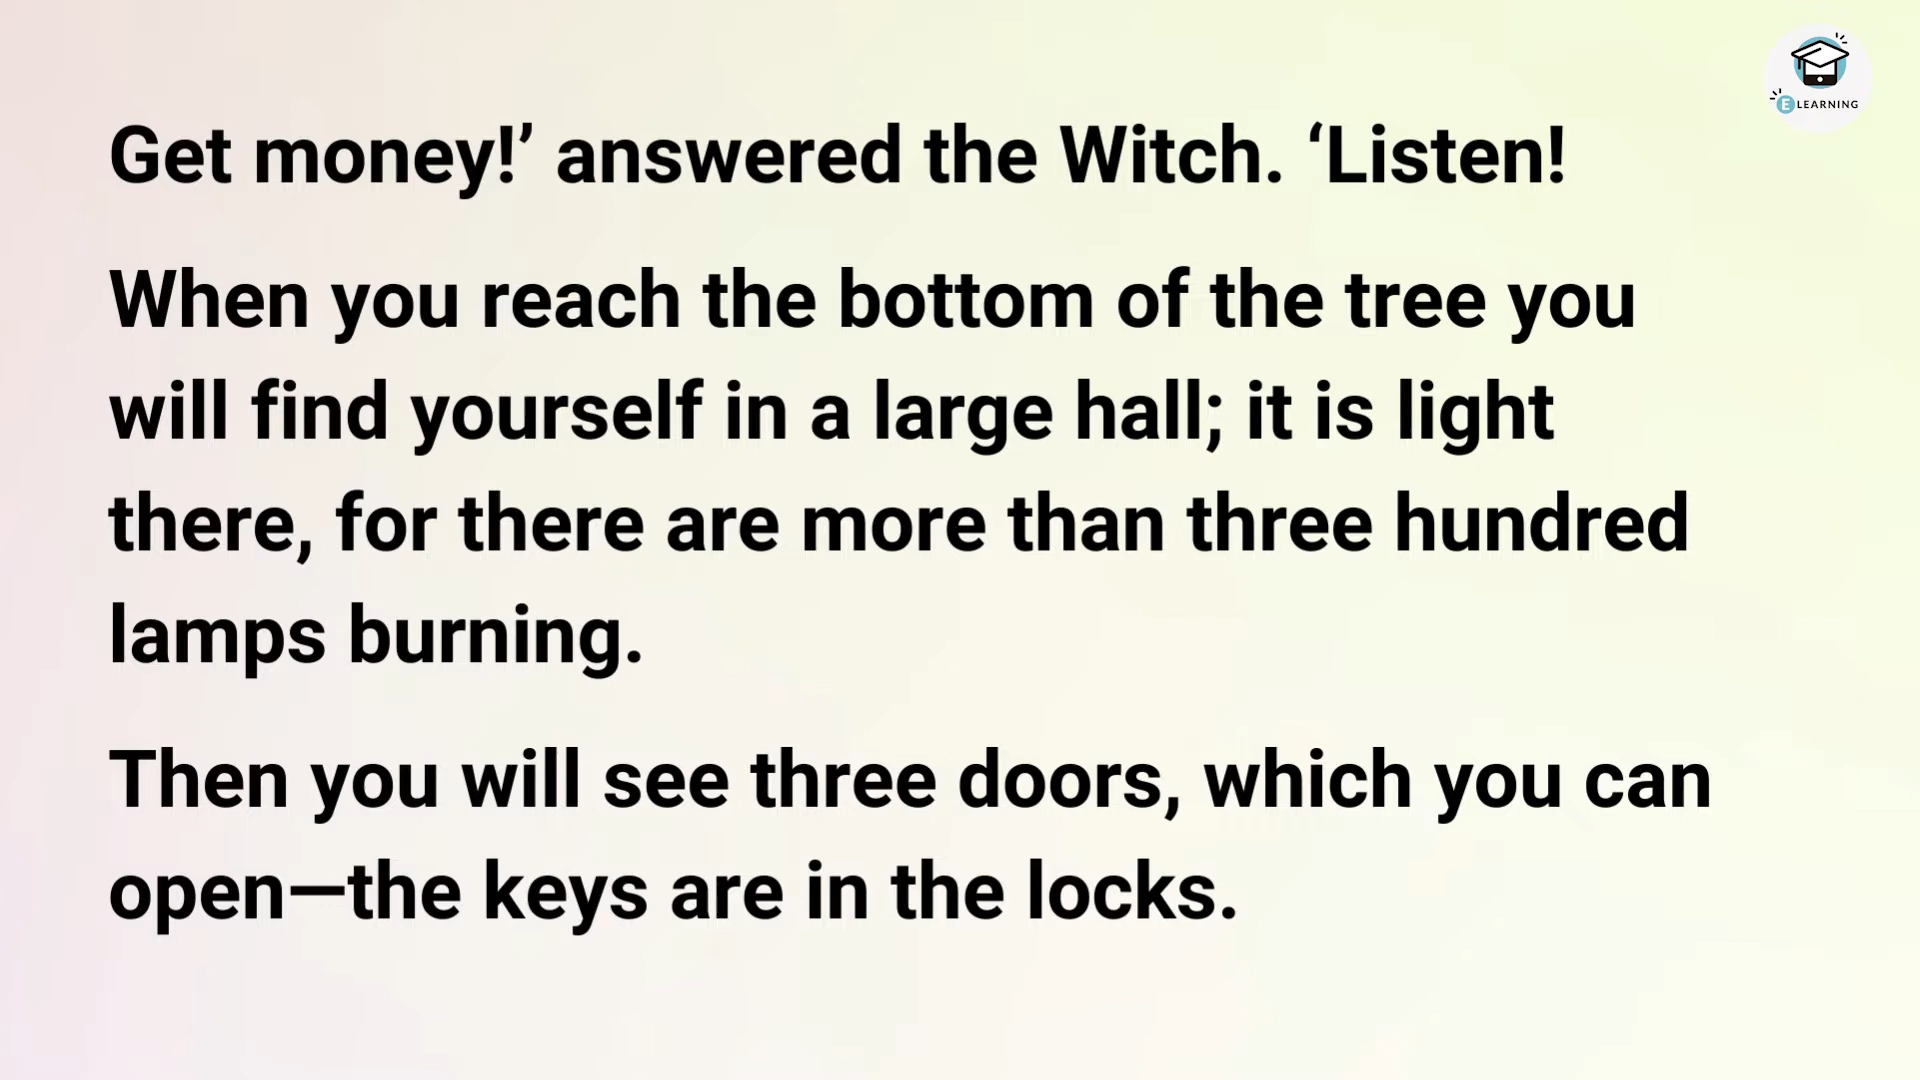 E LEARNING
Get money!’ answered the Witch. ‘Listen!
When you reach the bottom of the tree you
will find yourself in a large hall; it is light
there, for there are more than three hundred
lamps burning.
Then you will see three doors, which you can
open—the keys are in the locks.